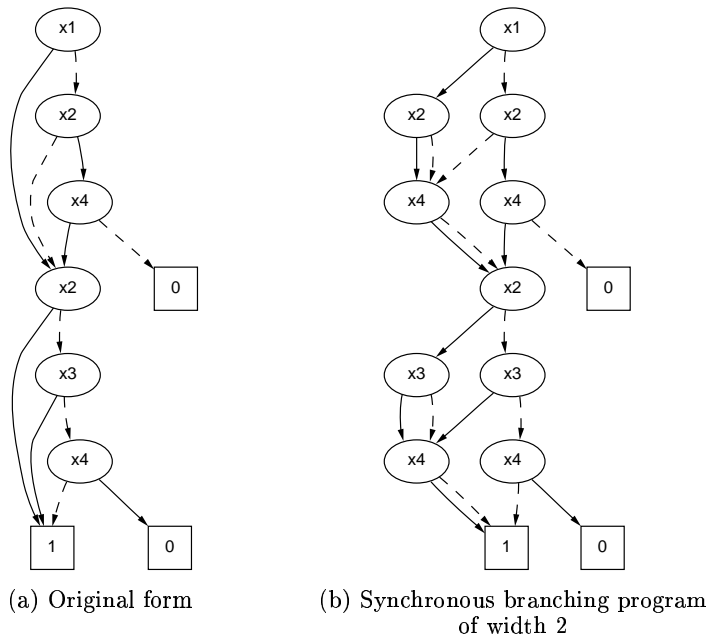 x1
x2
x4
x2
0
x3
x4
1
0
(a) Original form
x1
x2
x2
x4
x4
x2
0
x3
x3
x4
x4
1
0
(b) Synchronous branching program
of width 2